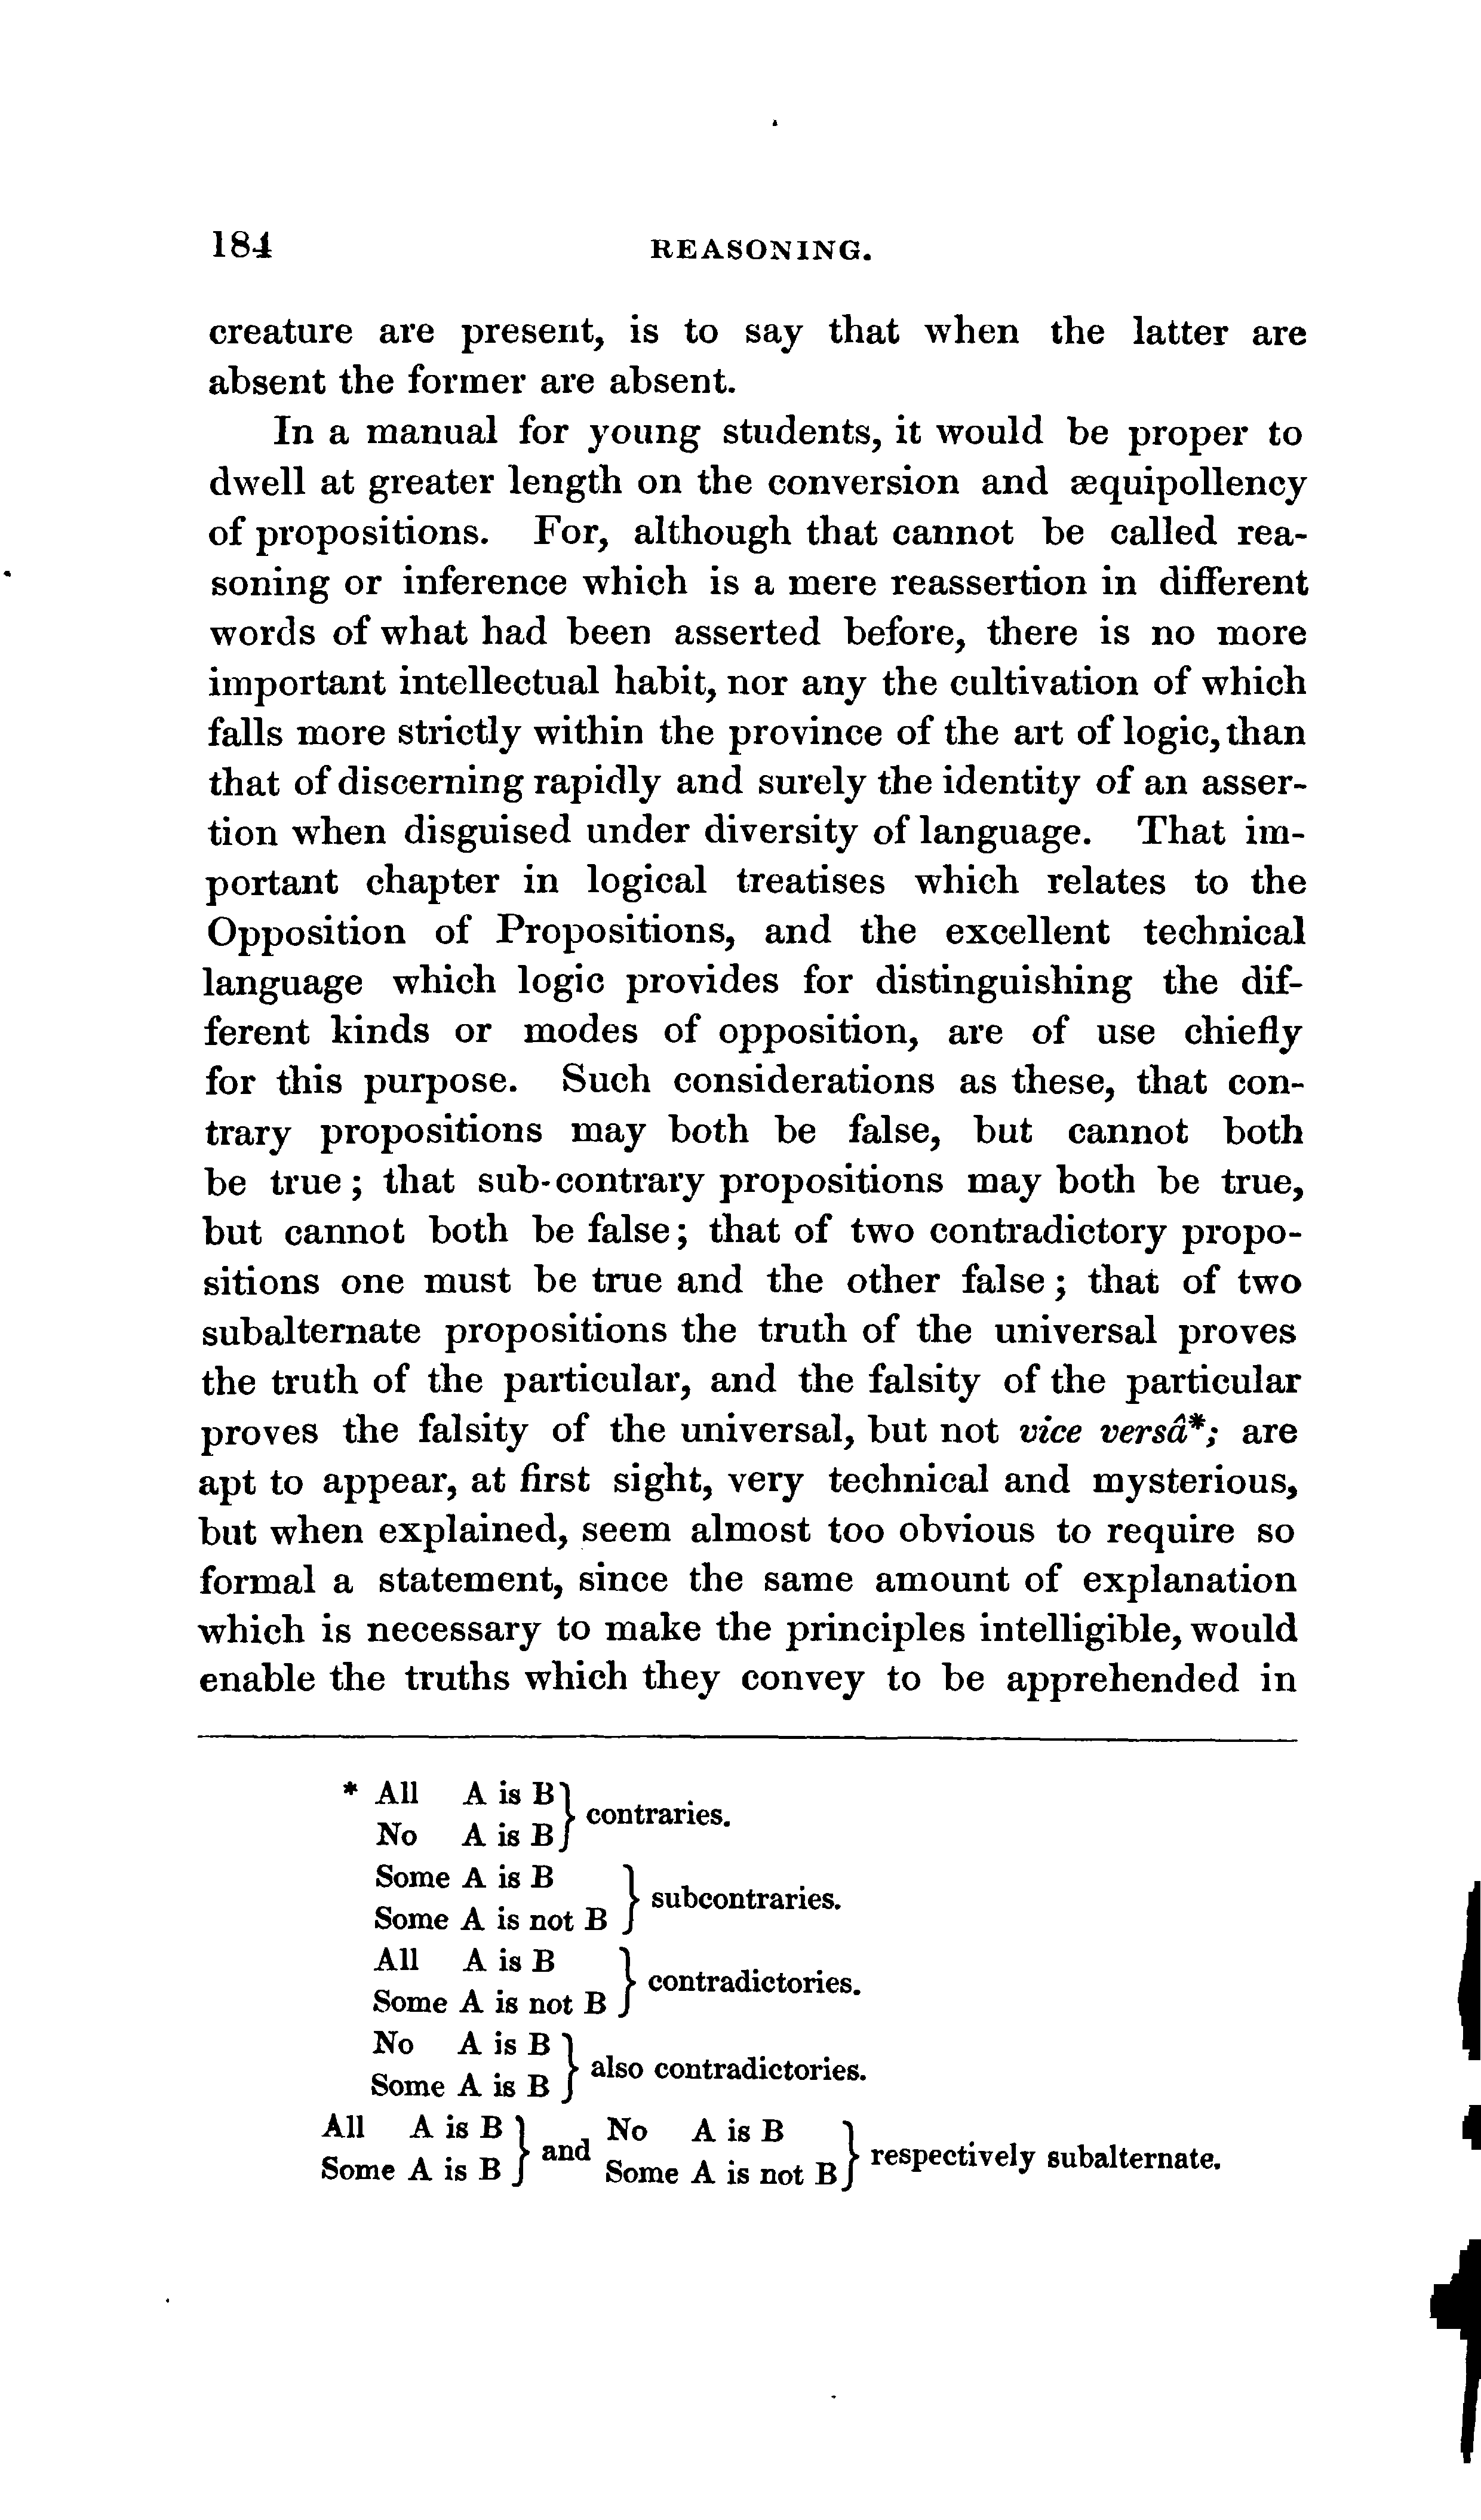 184 REASONING.
creature are present, is to say that when the latter are
absent the former are absent.
In a manual for young students, it would be proper to
dwell at greater length on the conversion and æquipollency
of propositions. For, although that cannot be called rea-
soning or inference which is a mere reassertion in different
words of what had been asserted before, there is no more
important intellectual habit, nor any the cultivation of which
falls more strictly within the province of the art of logic, than
that of discerning rapidly and surely the identity of an asser-
tion when disguised under diversity of language. That im-
portant chapter in logical treatises which relates to the
Opposition of Propositions, and the excellent technical
language which logic provides for distinguishing the dif-
ferent kinds or modes of opposition, are of use chiefly
for this purpose. Such considerations as these, that con-
trary propositions may both be false, but cannot both
be true; that sub-contrary propositions may both be true,
but cannot both be false; that of two contradictory propo-
sitions one must be true and the other false; that of two
subalternate propositions the truth of the universal proves
the truth of the particular, and the falsity of the particular
proves the falsity of the universal, but not vice versâ*; are
apt to appear, at first sight, very technical and mysterious,
but when explained, seem almost too obvious to require so
formal a statement, since the same amount of explanation
which is necessary to make the principles intelligible, would
enable the truths which they convey to be apprehended in
* All A is B
No A is B } contraries.
Some A is B
Some A is not B } subcontraries.
All A is B
Some A is not B } contradictories.
No A is B
Some A is B } also contradictories.
All A is B } and No A is B } respectively subalternate.
Some A is B Some A is not B